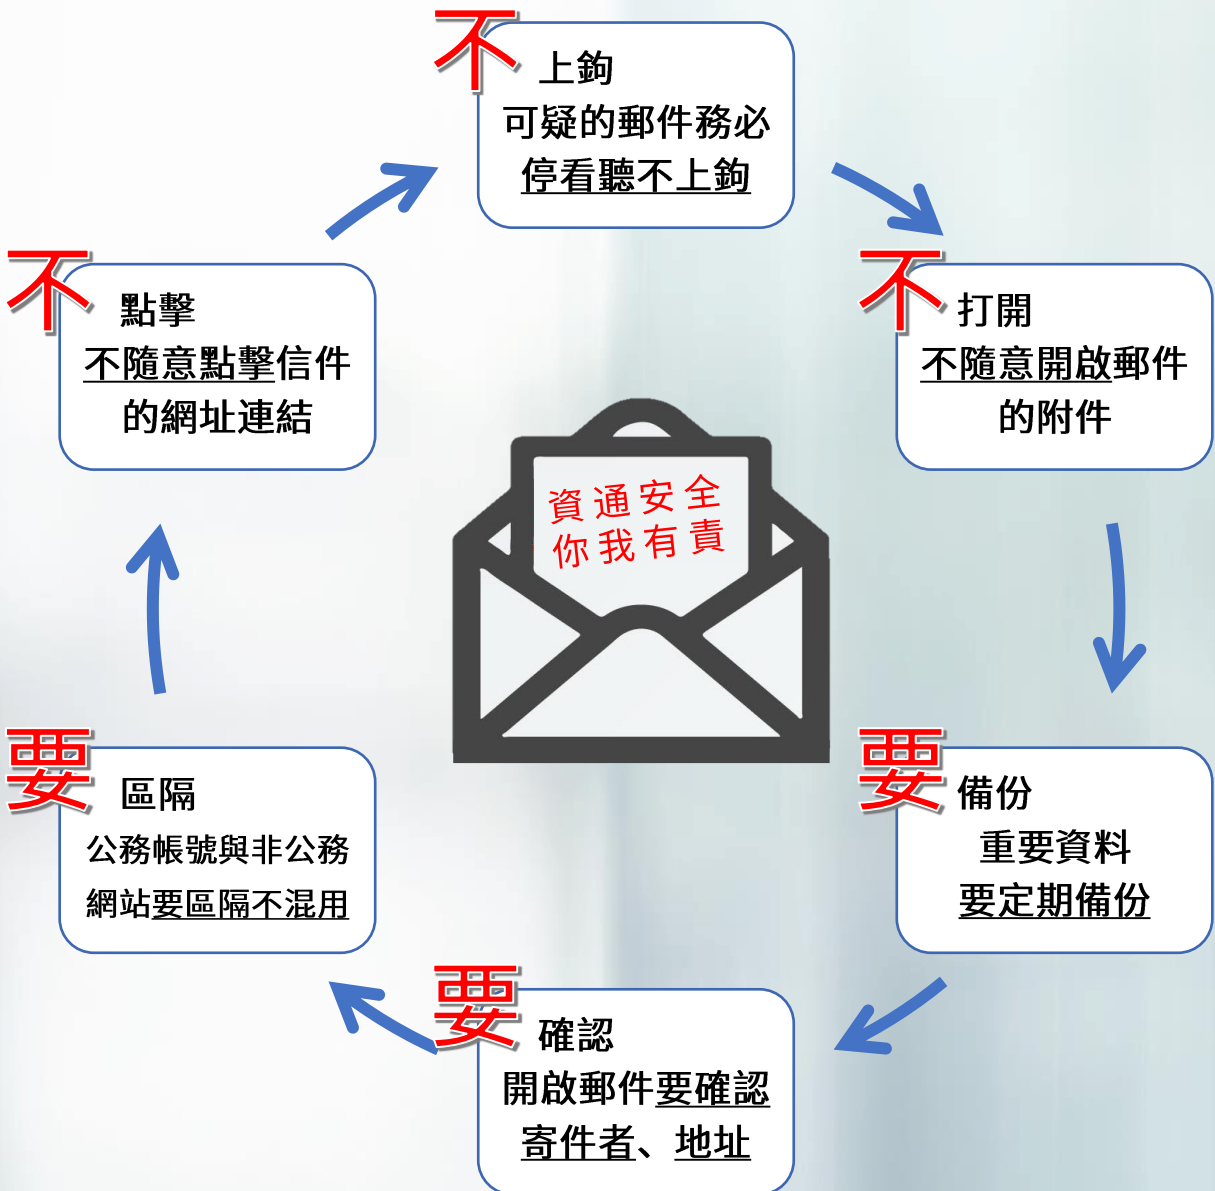 不上鉤
可疑的郵件務必
停看聽不上鉤
不打開
不隨意開啟郵件
的附件
要備份
重要資料
要定期備份
要確認
開啟郵件要確認
寄件者、地址
要區隔
公務帳號與非公務
網站要區隔不混用
不點擊
不隨意點擊信件
的網址連結
資通安全
你我有責